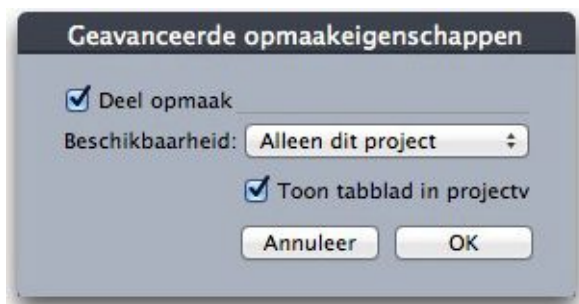 Geavanceerde opmaakeigenschappen
Deel opmaak
Beschikbaarheid: Alleen dit project
Toon tabblad in projectv
Annuleer OK